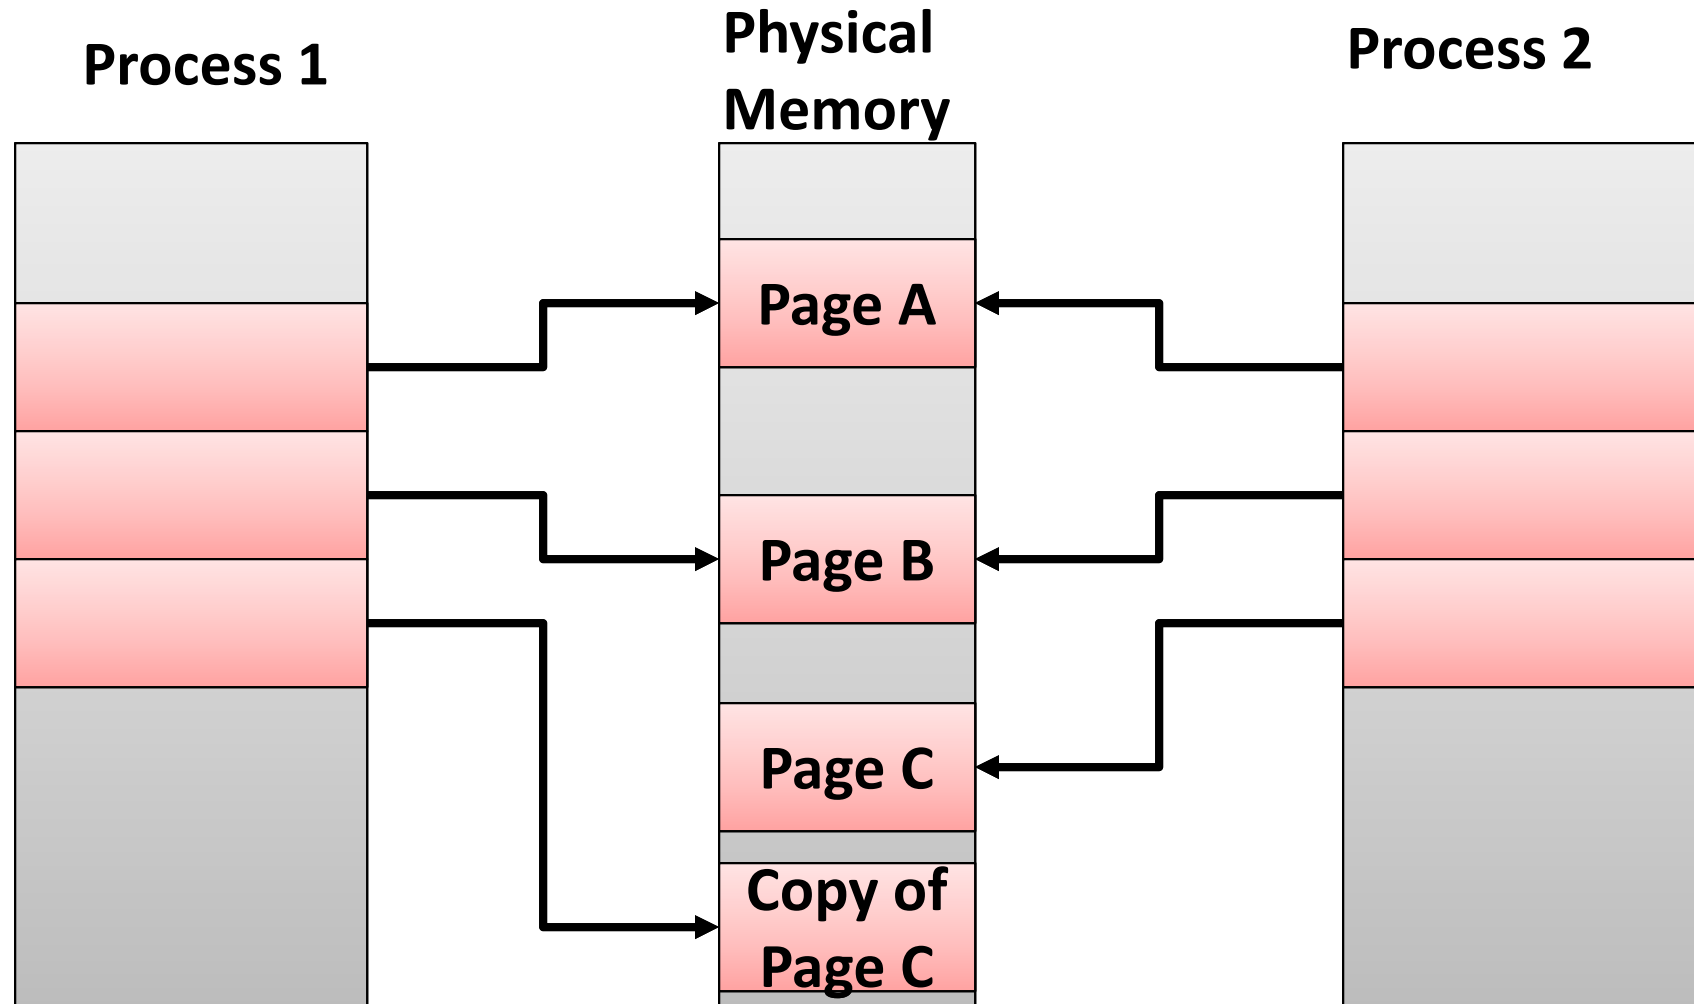 Process 1
Physical
Memory
Process 2
Page A
Page B
Page C
Copy of
Page C